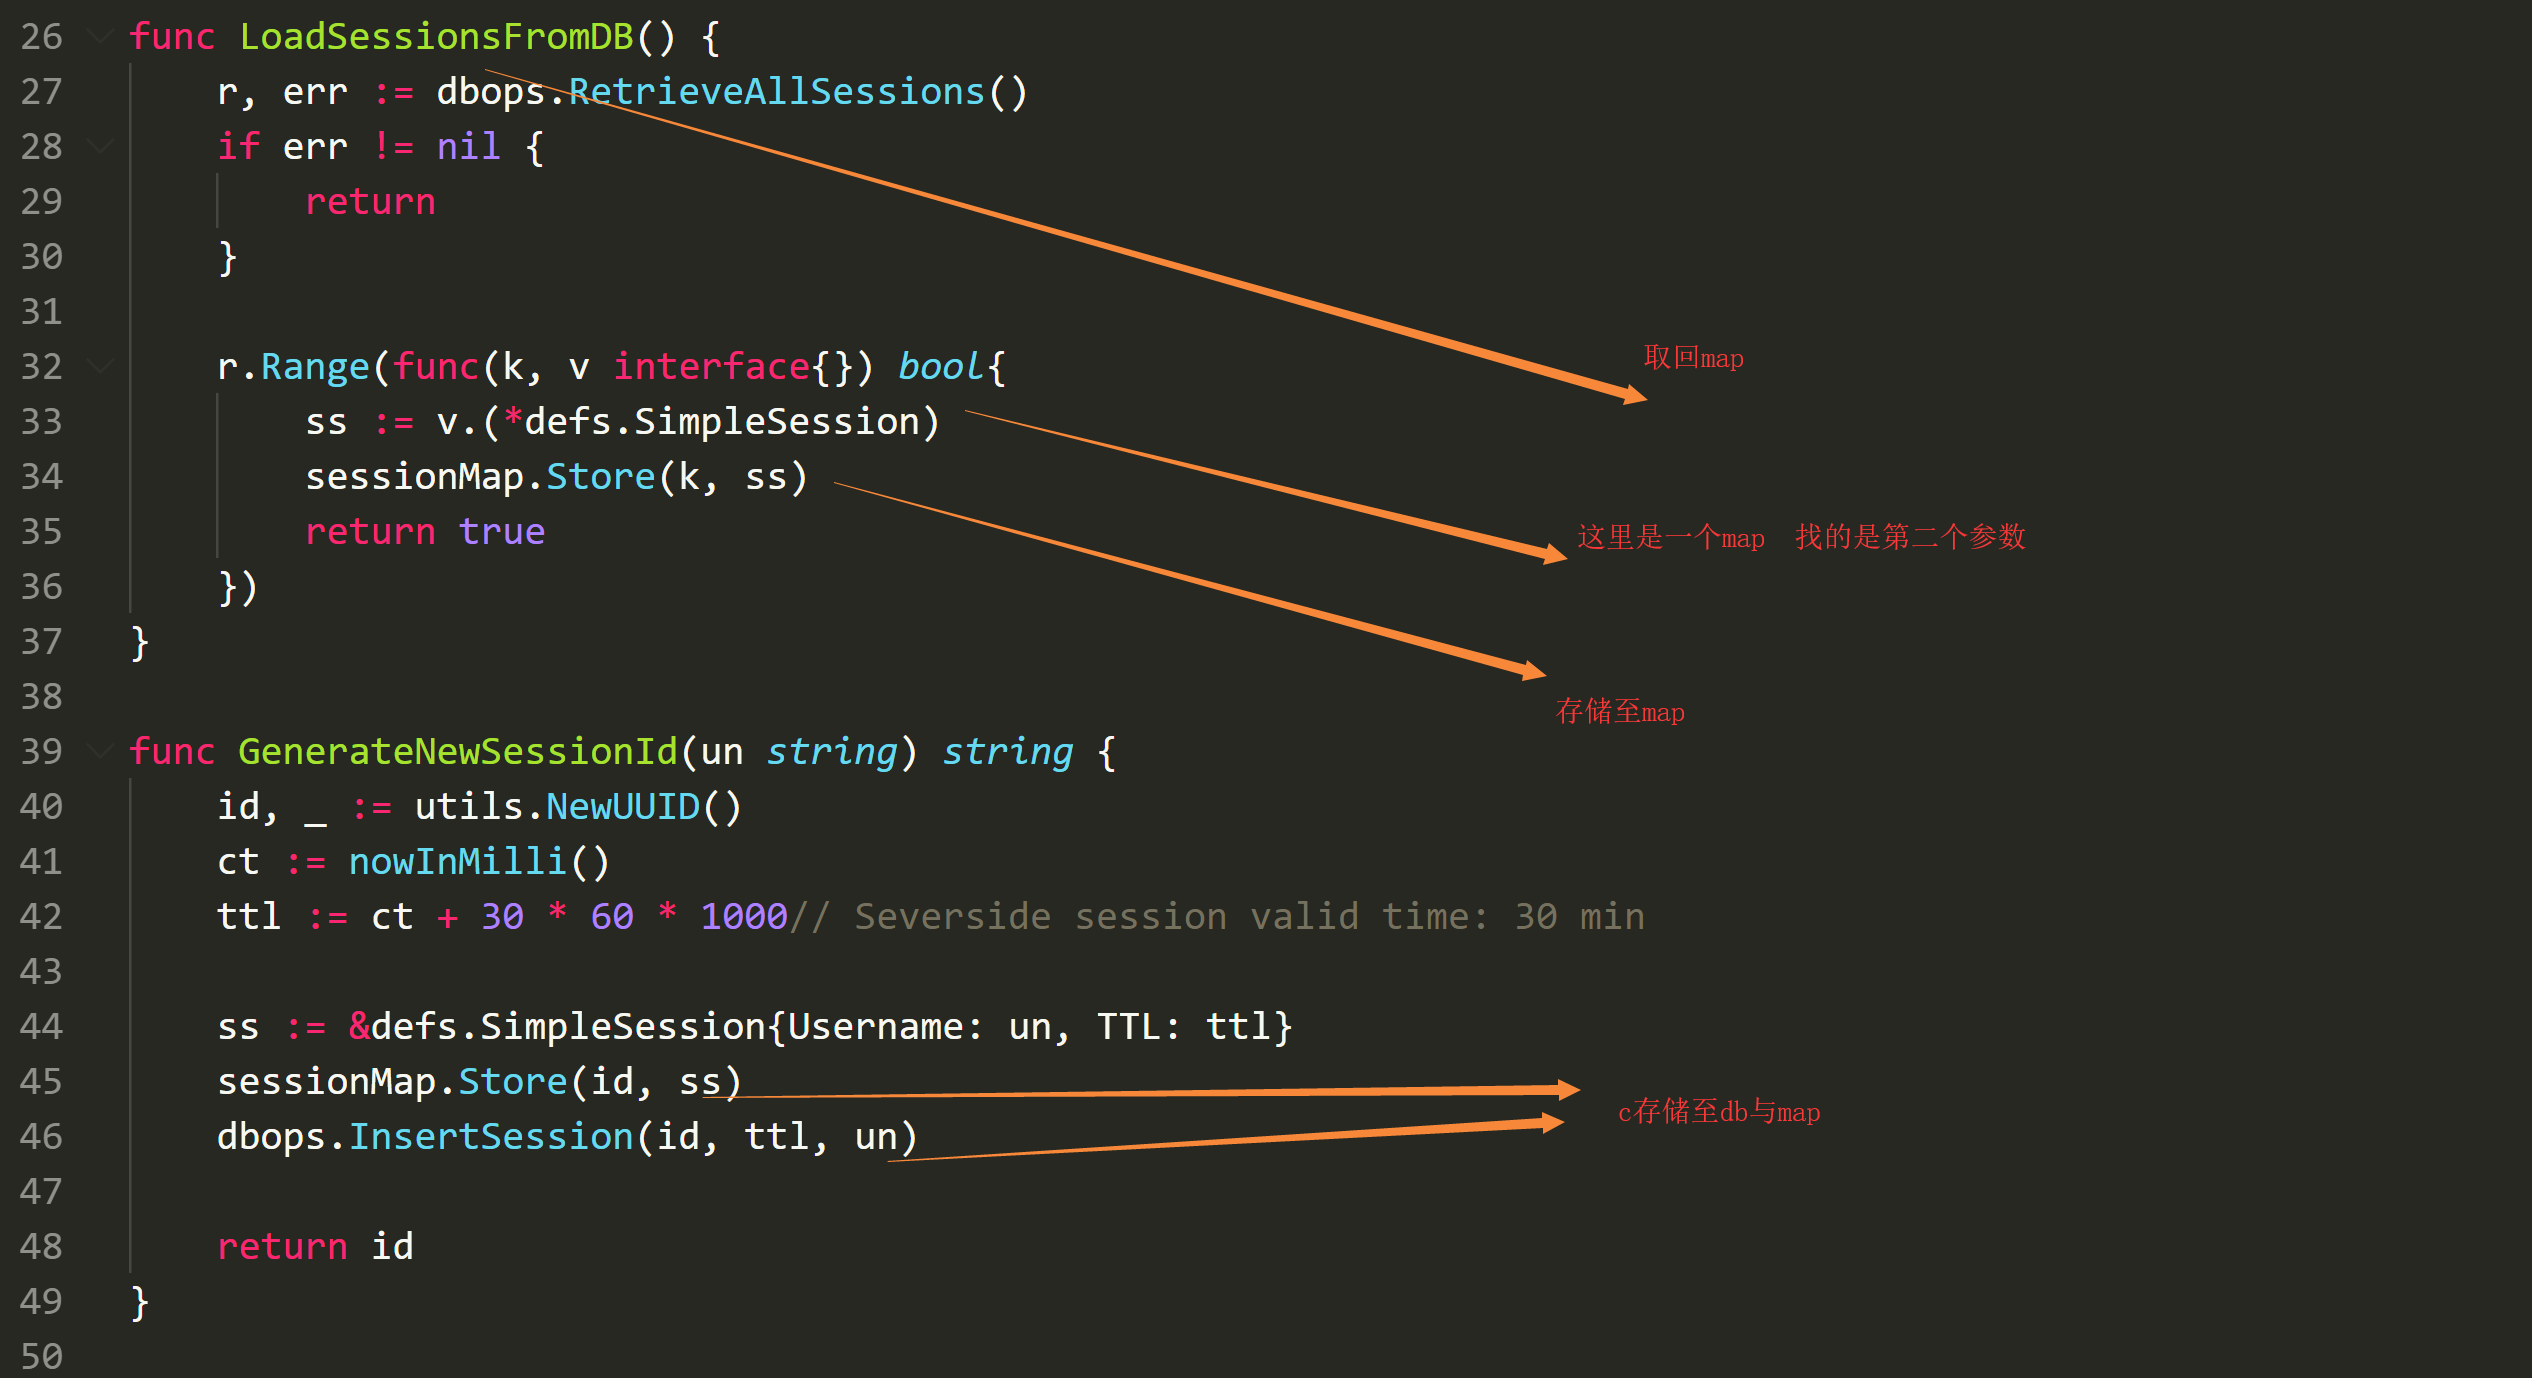 26 func LoadSessionsFromDB() {
27     r, err := dbops.RetrieveAllSessions()
28     if err != nil {
29         return
30     }
31
32     r.Range(func(k, v interface{}) bool{
取回map
33         ss := v.(*defs.SimpleSession)
34         sessionMap.Store(k, ss)
35         return true
这里是一个map 找的是第二个参数
36     })
37 }
38
存储至map
39 func GenerateNewSessionId(un string) string {
40     id, _ := utils.NewUUID()
41     ct := nowInMilli()
42     ttl := ct + 30 * 60 * 1000// Severside session valid time: 30 min
43
44     ss := &defs.SimpleSession{Username: un, TTL: ttl}
45     sessionMap.Store(id, ss)
c存储至db与map
46     dbops.InsertSession(id, ttl, un)
47
48     return id
49 }
50